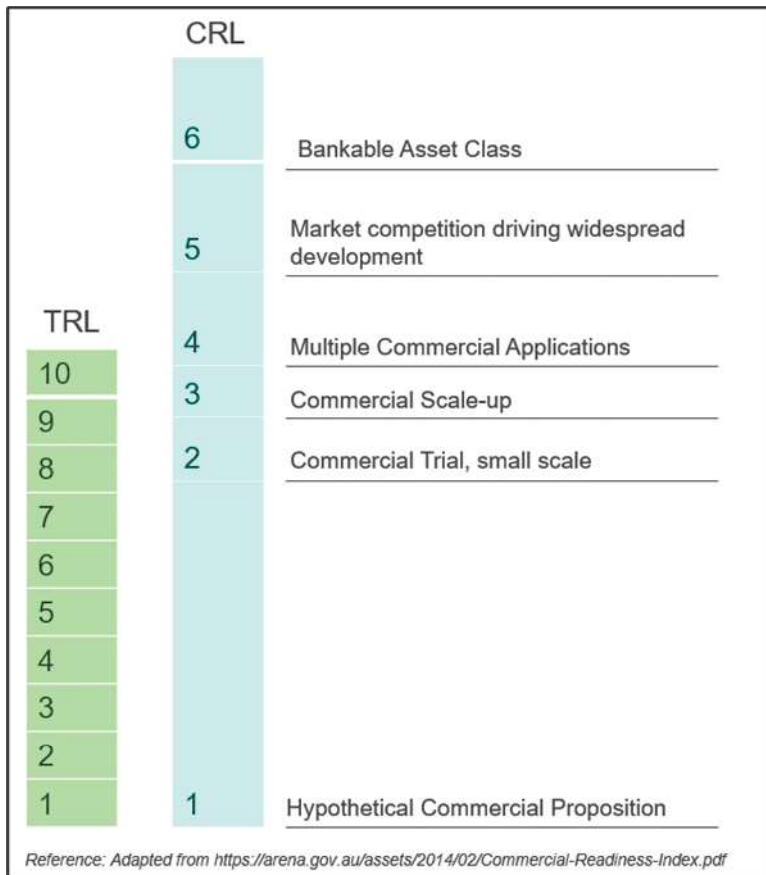 CRL
6
Bankable Asset Class
5
Market competition driving widespread
development
TRL
4
Multiple Commercial Applications
10
3
Commercial Scale-up
9
2
Commercial Trial, small scale
8
7
6
5
4
3
2
1
1
Hypothetical Commercial Proposition
Reference: Adapted from https://arena.gov.au/assets/2014/02/Commercial-Readiness-Index.pdf